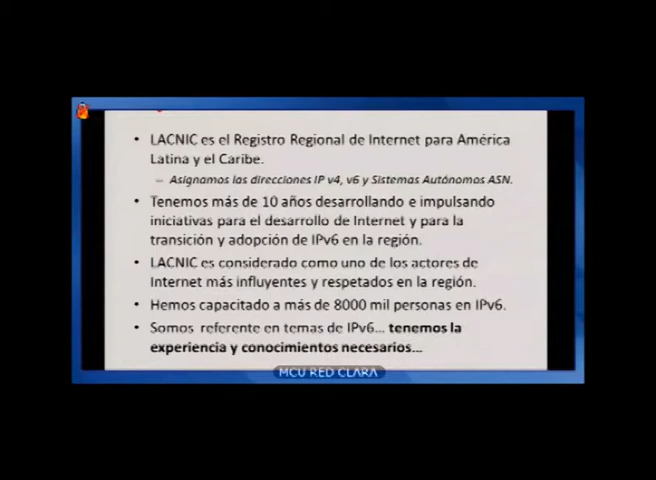 • LACNIC es el Registro Regional de Internet para América
Latina y el Caribe.
– Asignamos las direcciones IP v4, v6 y Sistemas Autónomos ASN.
• Tenemos más de 10 años desarrollando e impulsando
iniciativas para el desarrollo de Internet y para la
transición y adopción de IPv6 en la región.
• LACNIC es considerado como uno de los actores de
Internet más influyentes y respetados en la región.
• Hemos capacitado a más de 8000 mil personas en IPv6.
• Somos referente en temas de IPv6... tenemos la
experiencia y conocimientos necesarios...
MCU RED CLARA